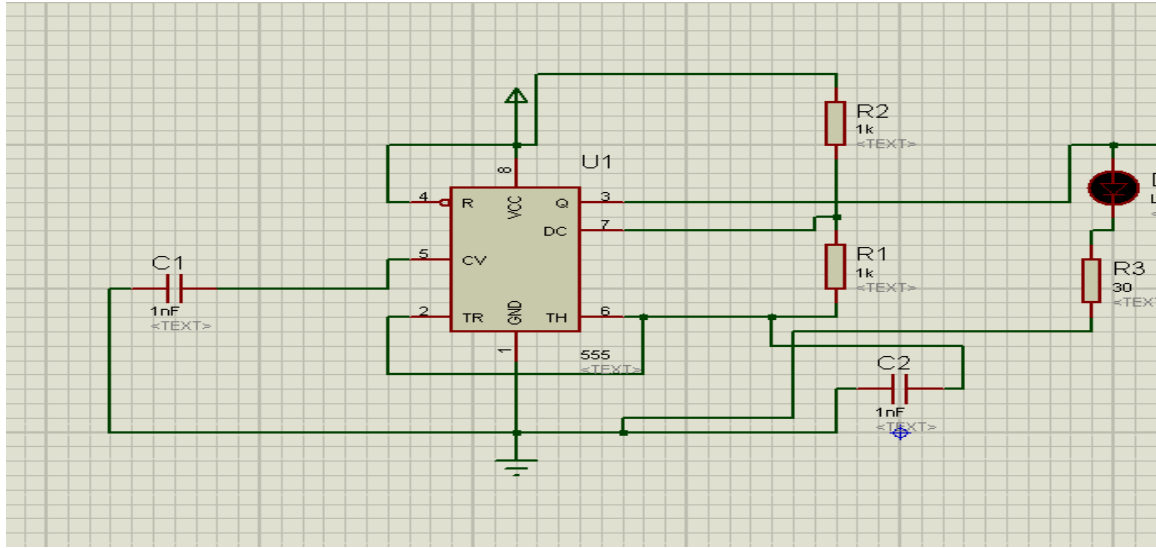 R2
1k
<TEXT>
U1
8
VCC
4
R
Q
3
DC
7
5
CV
R1
1k
<TEXT>
C1
1nF
<TEXT>
2
TR
GND
TH
6
1
555
<TEXT>
D
L
<
R3
30
<TEXT
C2
1nF
<TEXT>